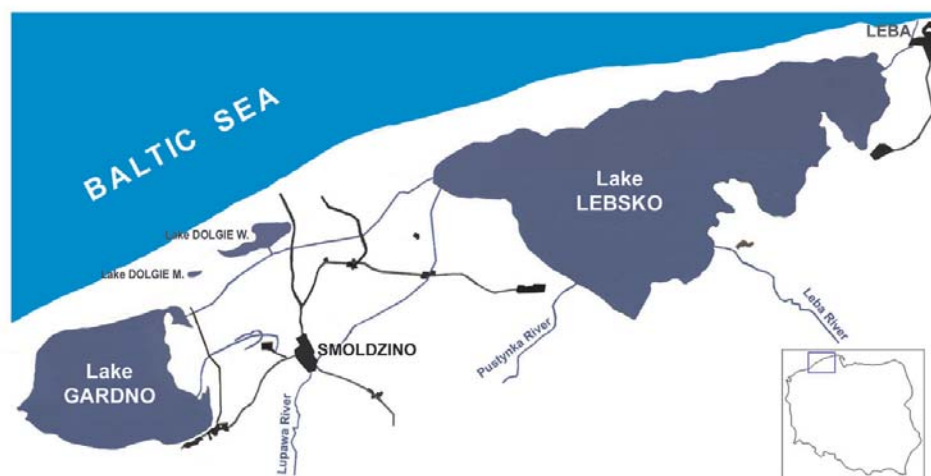 LEBA
BALTIC SEA
Lake
LEBSKO
Lake DOLGIE W.
Lake DOLGIE M.
Leba River
Pustynka River
SMOLDZINO
Lake
GARDNO
Lupawa River